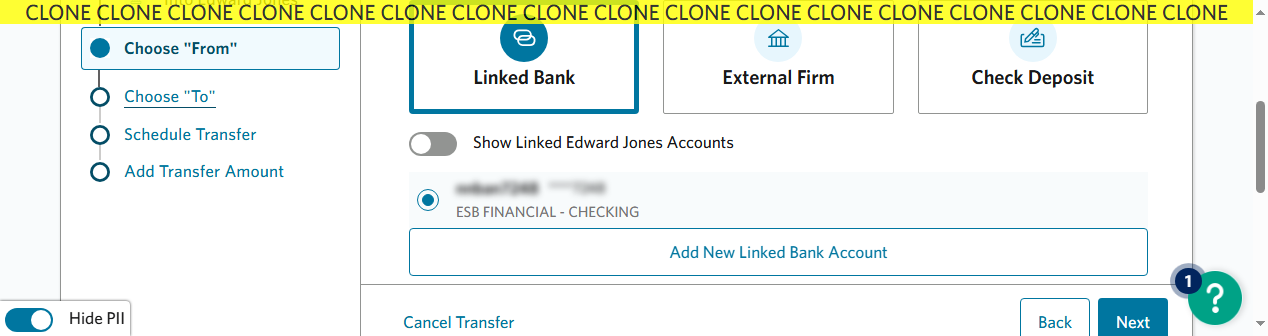 CLONE CLONE CLONE CLONE CLONE CLONE CLONE CLONE CLONE CLONE CLONE CLONE CLONE CLONE CLONE CLONE CLONE
Choose "From"
Choose "To"
Schedule Transfer
Add Transfer Amount
Linked Bank
External Firm
Check Deposit
Show Linked Edward Jones Accounts
ESB FINANCIAL - CHECKING
Add New Linked Bank Account
1
?
Hide PII
Cancel Transfer
Back
Next